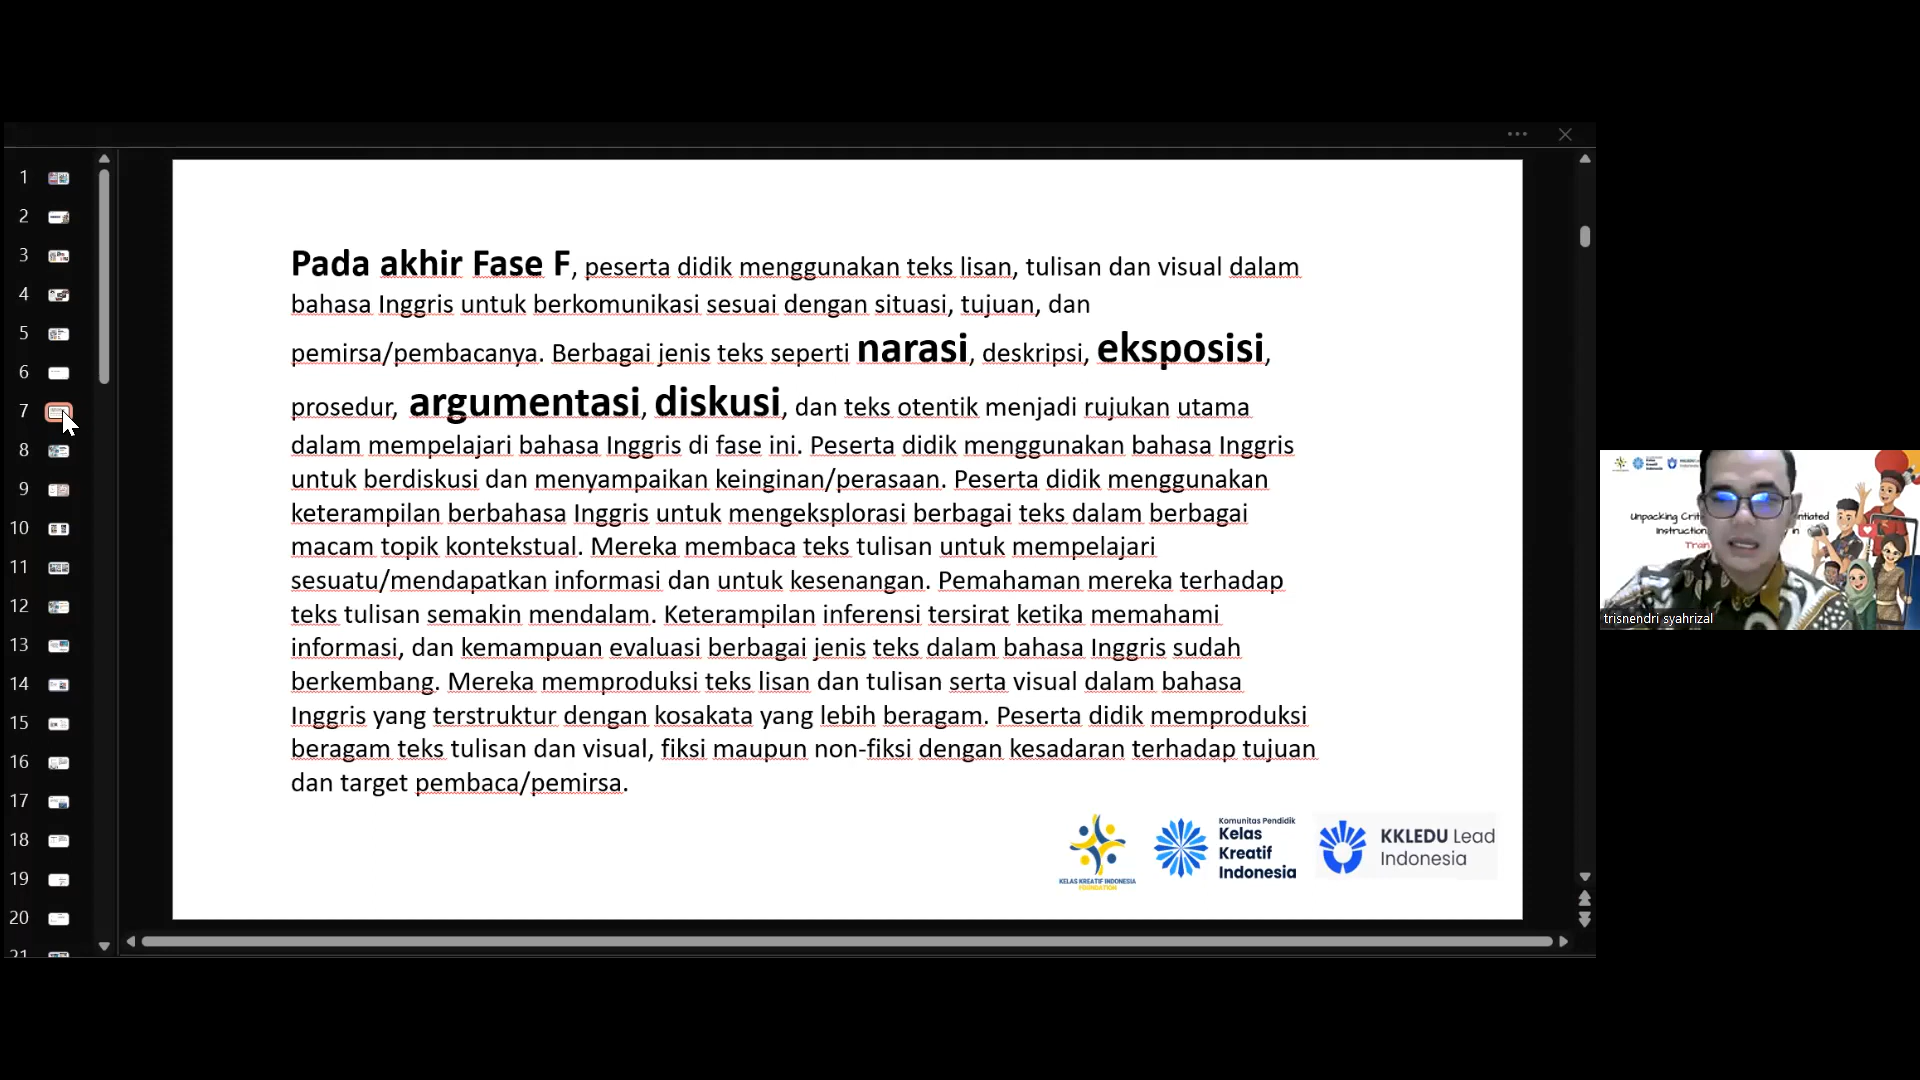 1
2
3
4
5
6
7
8
9
10
11
12
13
14
15
16
17
18
19
20
21
Pada akhir Fase F, peserta didik menggunakan teks lisan, tulisan dan visual dalam
bahasa Inggris untuk berkomunikasi sesuai dengan situasi, tujuan, dan
pemirsa/pembacanya. Berbagai jenis teks seperti narasi, deskripsi, eksposisi,
prosedur, argumentasi, diskusi, dan teks otentik menjadi rujukan utama
dalam mempelajari bahasa Inggris di fase ini. Peserta didik menggunakan bahasa Inggris
untuk berdiskusi dan menyampaikan keinginan/perasaan. Peserta didik menggunakan
keterampilan berbahasa Inggris untuk mengeksplorasi berbagai teks dalam berbagai
macam topik kontekstual. Mereka membaca teks tulisan untuk mempelajari
sesuatu/mendapatkan informasi dan untuk kesenangan. Pemahaman mereka terhadap
teks tulisan semakin mendalam. Keterampilan inferensi tersirat ketika memahami
informasi, dan kemampuan evaluasi berbagai jenis teks dalam bahasa Inggris sudah
berkembang. Mereka memproduksi teks lisan dan tulisan serta visual dalam bahasa
Inggris yang terstruktur dengan kosakata yang lebih beragam. Peserta didik memproduksi
beragam teks tulisan dan visual, fiksi maupun non-fiksi dengan kesadaran terhadap tujuan
dan target pembaca/pemirsa.
KELAS KREATIF INDONESIA
FOUNDATION
Komunitas Pendidik
Kelas
Kreatif
Indonesia
KKLEDU Lead
Indonesia
Unpacking
Instruction
in
trisnendri syahrizal